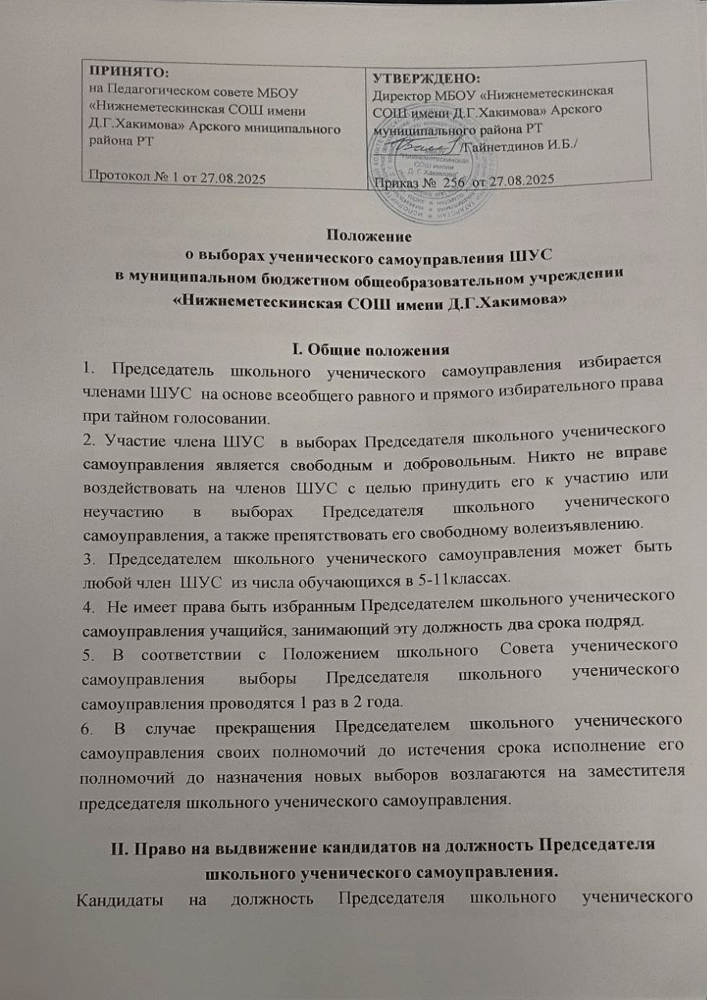 ПРИНЯТО:
на Педагогическом совете МБОУ
«Нижнеметескинская СОШ имени
Д.Г.Хакимова» Арского мниципального
района РТ
Протокол № 1 от 27.08.2025
УТВЕРЖДЕНО:
Директор МБОУ «Нижнеметескинская
СОШ имени Д.Г.Хакимова» Арского
муниципального района РТ
/Гайнетдинов И.Б./
Приказ № 256 от 27.08.2025
Нижнеметескинская
СОШ имени
Д. Г. Хакимова
Положение
о выборах ученического самоуправления ШУС
в муниципальном бюджетном общеобразовательном учреждении
«Нижнеметескинская СОШ имени Д.Г.Хакимова»
I. Общие положения
1. Председатель школьного ученического самоуправления избирается
членами ШУС на основе всеобщего равного и прямого избирательного права
при тайном голосовании.
2. Участие члена ШУС в выборах Председателя школьного ученического
самоуправления является свободным и добровольным. Никто не вправе
воздействовать на членов ШУС с целью принудить его к участию или
неучастию в выборах Председателя школьного ученического
самоуправления, а также препятствовать его свободному волеизъявлению.
3. Председателем школьного ученического самоуправления может быть
любой член ШУС из числа обучающихся в 5-11классах.
4. Не имеет права быть избранным Председателем школьного ученического
самоуправления учащийся, занимающий эту должность два срока подряд.
5. В соответствии с Положением школьного Совета ученического
самоуправления выборы Председателя школьного ученического
самоуправления проводятся 1 раз в 2 года.
6. В случае прекращения Председателем школьного ученического
самоуправления своих полномочий до истечения срока исполнение его
полномочий до назначения новых выборов возлагаются на заместителя
председателя школьного ученического самоуправления.
II. Право на выдвижение кандидатов на должность Председателя
школьного ученического самоуправления.
Кандидаты на должность Председателя школьного ученического